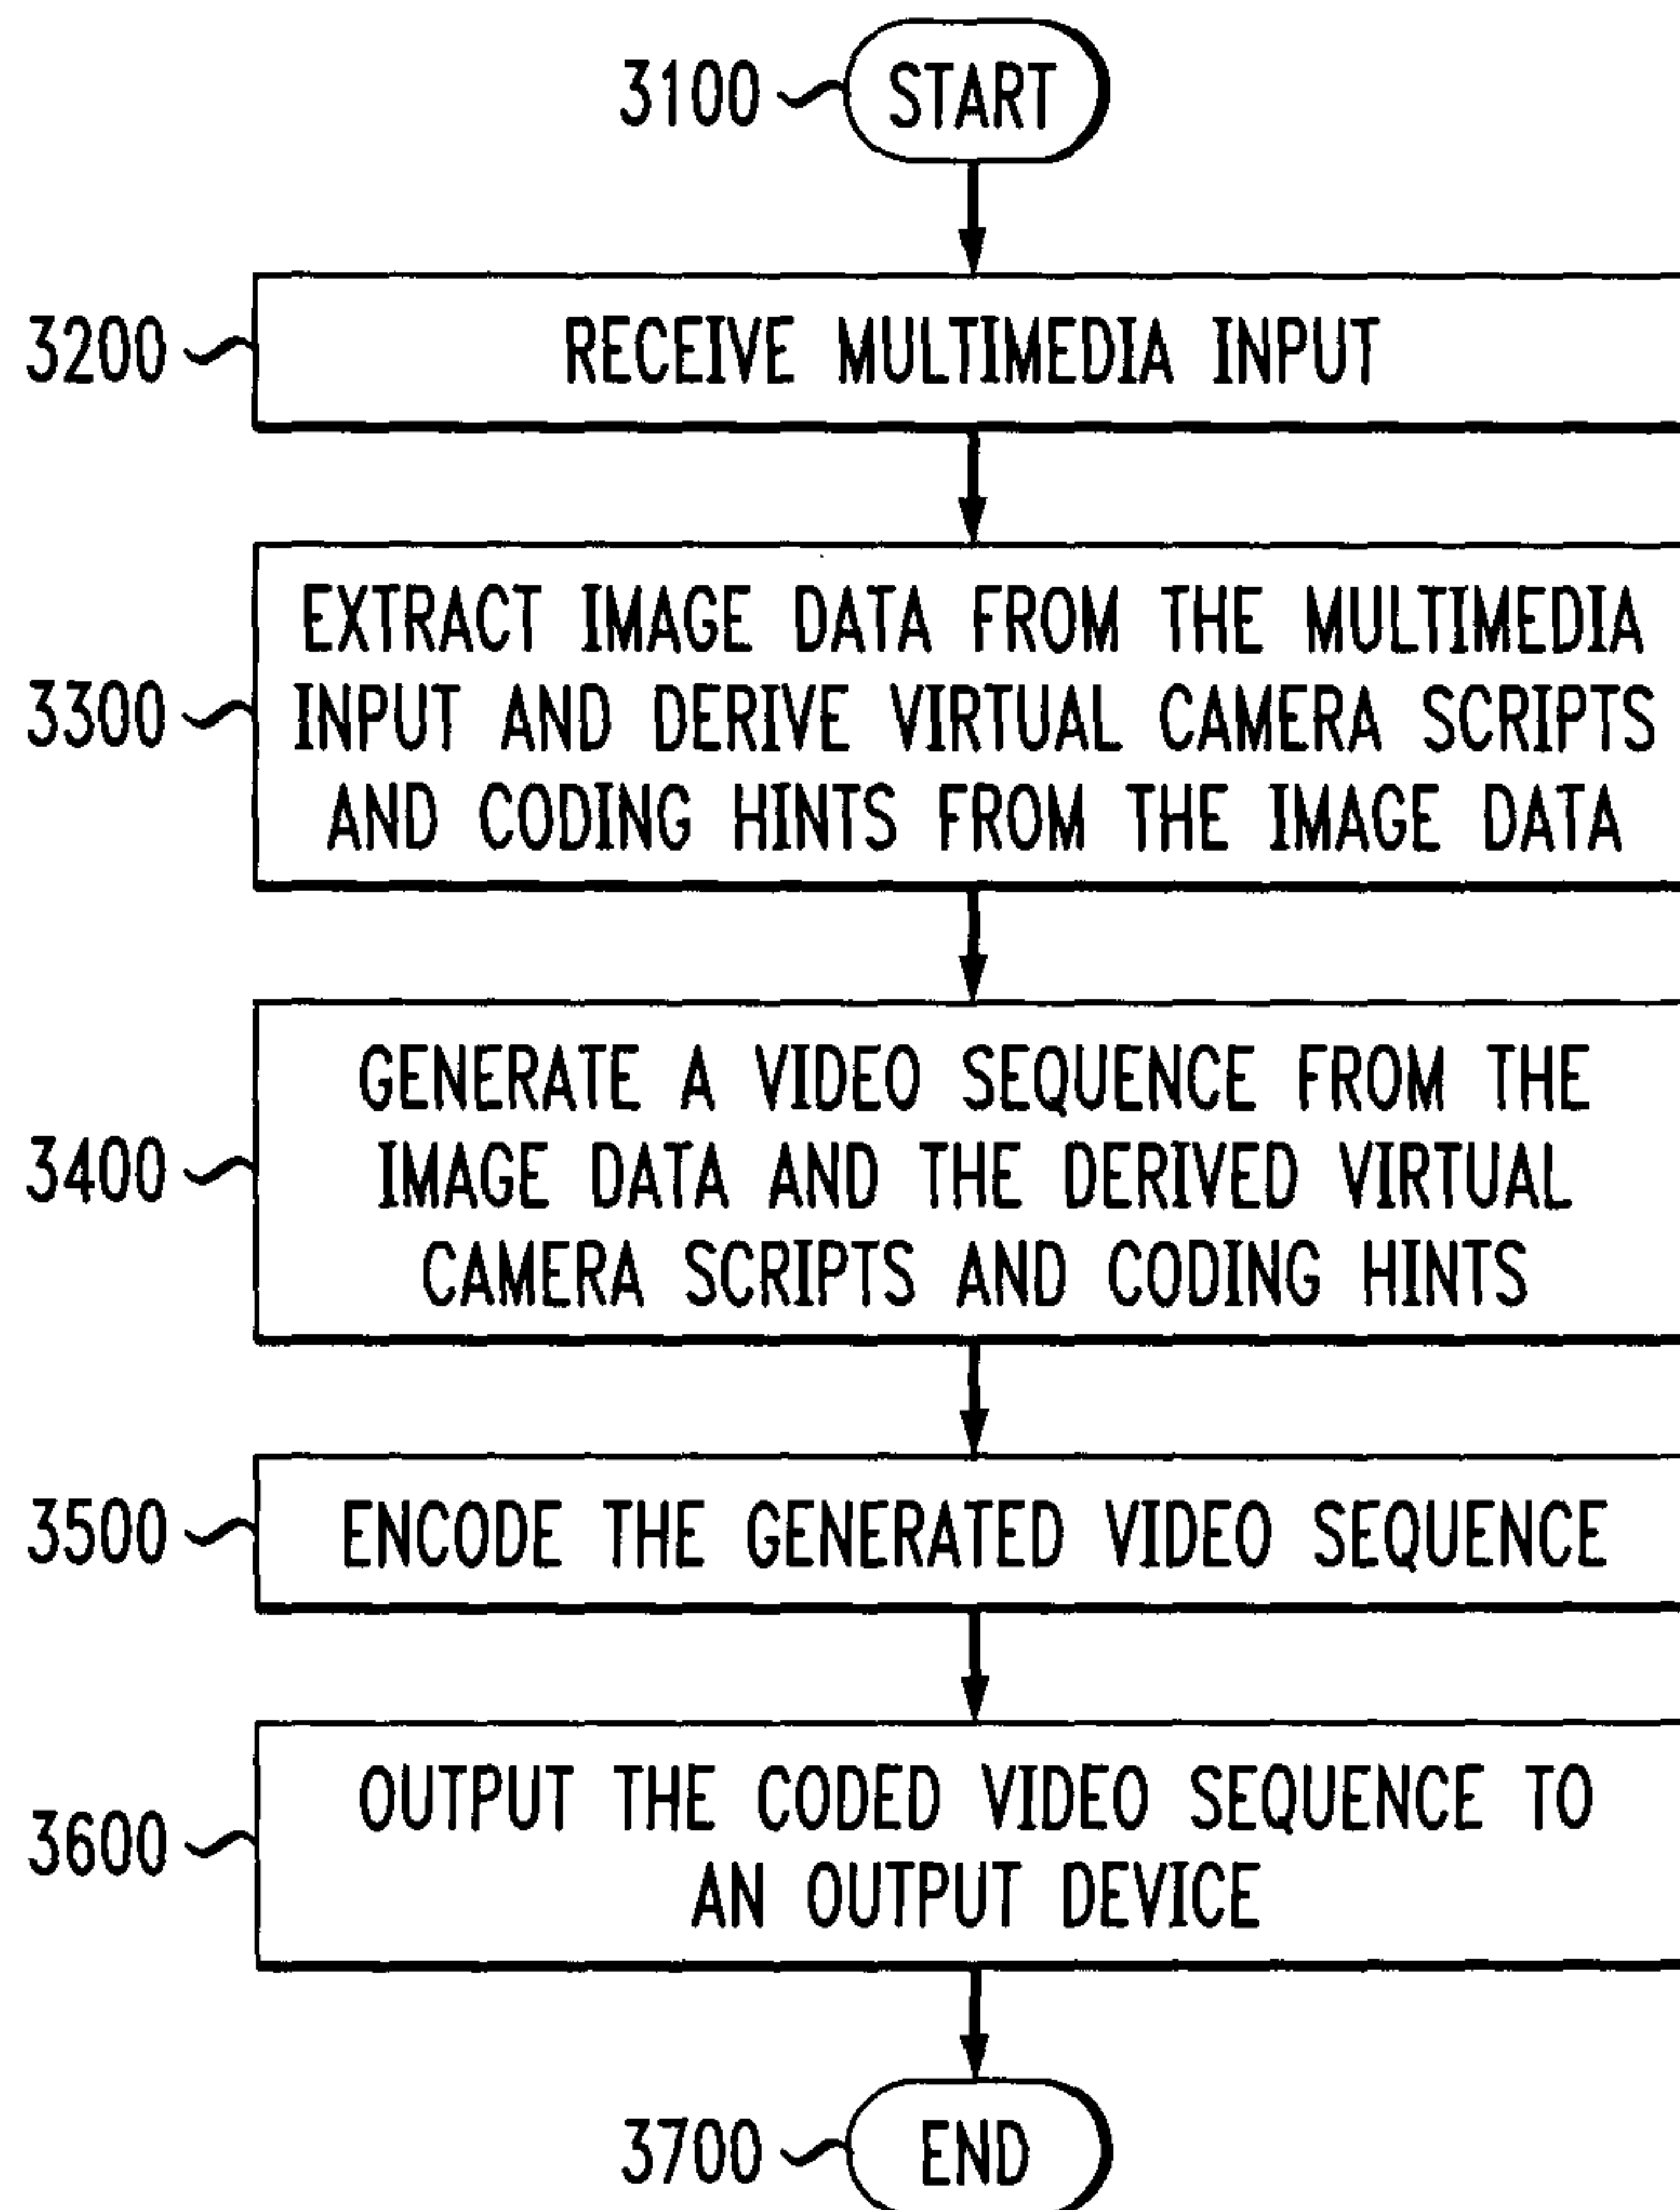 3100 START
3200 RECEIVE MULTIMEDIA INPUT
EXTRACT IMAGE DATA FROM THE MULTIMEDIA
3300 INPUT AND DERIVE VIRTUAL CAMERA SCRIPTS
AND CODING HINTS FROM THE IMAGE DATA
GENERATE A VIDEO SEQUENCE FROM THE
3400 IMAGE DATA AND THE DERIVED VIRTUAL
CAMERA SCRIPTS AND CODING HINTS
3500 ENCODE THE GENERATED VIDEO SEQUENCE
OUTPUT THE CODED VIDEO SEQUENCE TO
3600
AN OUTPUT DEVICE
3700 END